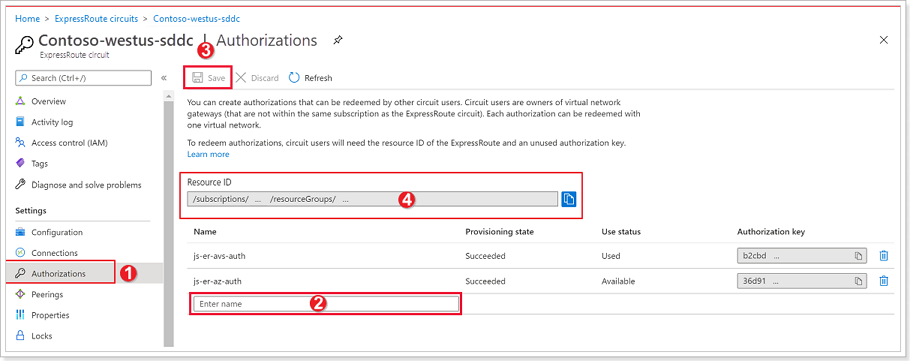 Home > ExpressRoute circuits > Contoso-westus-sddc
Contoso-westus-sddc | Authorizations
ExpressRoute circuit
3
Search (Ctrl+/)
«
Save Discard Refresh
Overview
Activity log
Access control (IAM)
Tags
Diagnose and solve problems
Settings
Configuration
Connections
Authorizations
1
Peerings
Properties
Locks
You can create authorizations that can be redeemed by other circuit users. Circuit users are owners of virtual network
gateways (that are not within the same subscription as the ExpressRoute circuit). Each authorization can be redeemed with
one virtual network.
To redeem authorizations, circuit users will need the resource ID of the ExpressRoute and an unused authorization key.
Learn more
Resource ID
/subscriptions/ ... /resourceGroups/ ...
4
Name Provisioning state Use status Authorization key
js-er-avs-auth Succeeded Used b2cbd ...
js-er-az-auth Succeeded Available 36d91 ...
Enter name
2